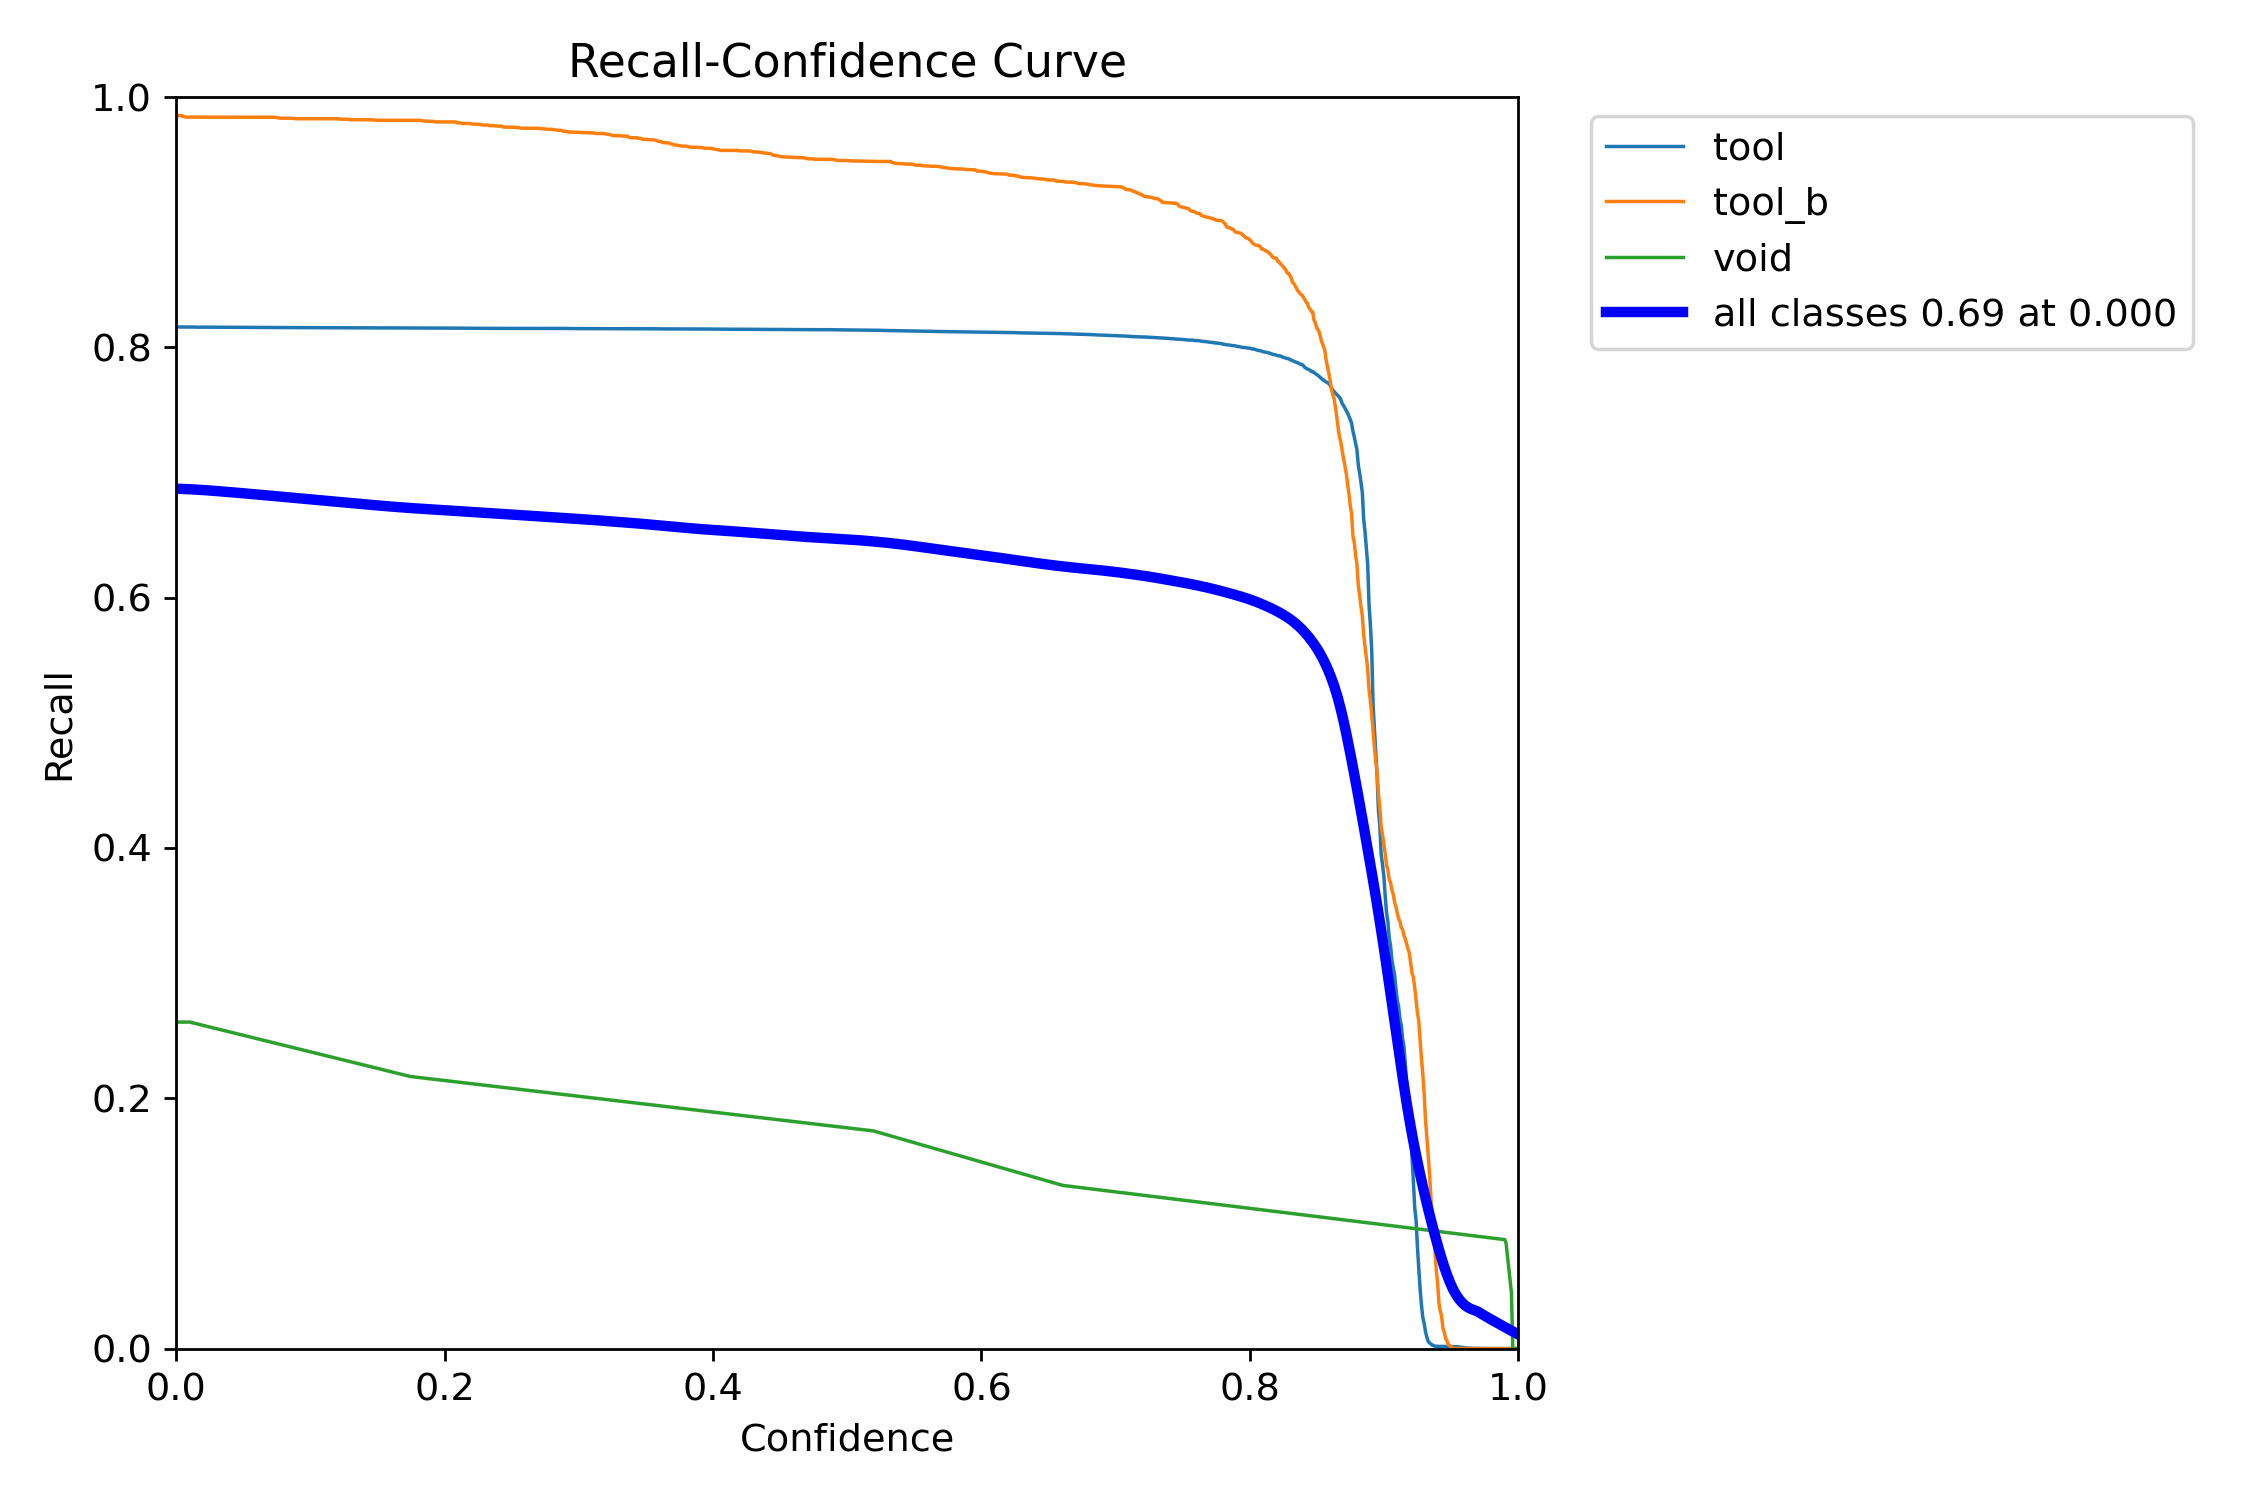 Recall-Confidence Curve
1.0
0.8
0.6
0.4
0.2
0.0
Recall
0.0 0.2 0.4 0.6 0.8 1.0
Confidence
tool
tool_b
void
all classes 0.69 at 0.000